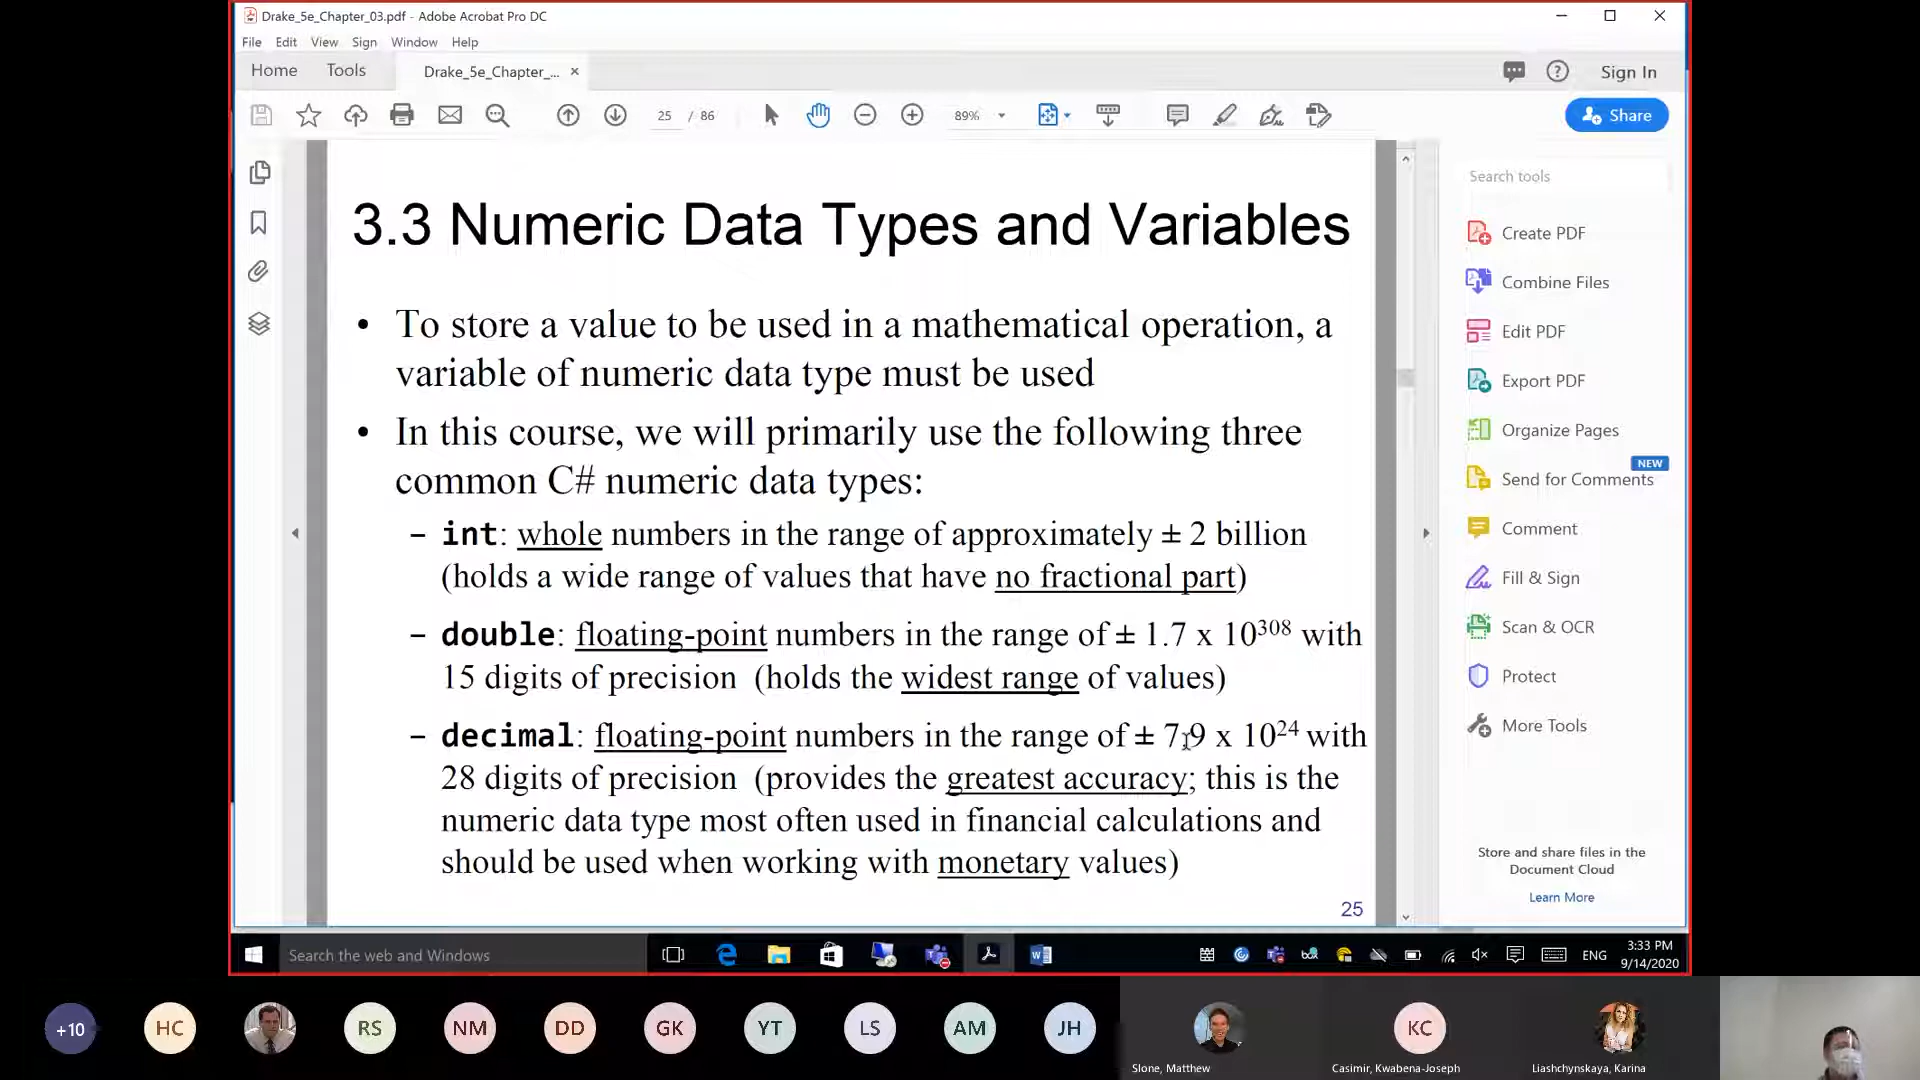 Drake_5e_Chapter_03.pdf - Adobe Acrobat Pro DC
File Edit View Sign Window Help
Home Tools Drake_5e_Chapter_... × Sign In
25 / 86 89% Share
3.3 Numeric Data Types and Variables
• To store a value to be used in a mathematical operation, a
variable of numeric data type must be used
• In this course, we will primarily use the following three
common C# numeric data types:
– int: whole numbers in the range of approximately ± 2 billion
(holds a wide range of values that have no fractional part)
– double: floating-point numbers in the range of ± 1.7 x 10³⁰⁸ with
15 digits of precision (holds the widest range of values)
– decimal: floating-point numbers in the range of ± 7.9 x 10²⁴ with
28 digits of precision (provides the greatest accuracy; this is the
numeric data type most often used in financial calculations and
should be used when working with monetary values)
25
Search tools
Create PDF
Combine Files
Edit PDF
Export PDF
Organize Pages
NEW
Send for Comments
Comment
Fill & Sign
Scan & OCR
Protect
More Tools
Store and share files in the
Document Cloud
Learn More
Search the web and Windows
ENG
3:33 PM
9/14/2020
+10 HC RS NM DD GK YT LS AM JH KC
Slone, Matthew Casimir, Kwabena-Joseph Liashchynskaya, Karina